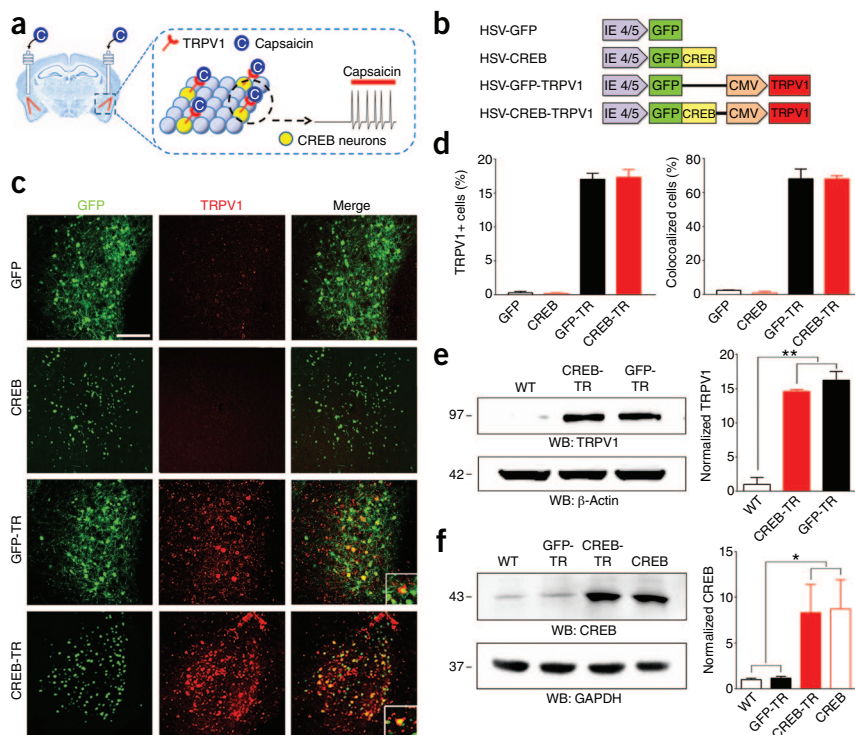 a
C
C
TRPV1
C
Capsaicin
C
C
C
C
Capsaicin
CREB neurons
b
HSV-GFP
IE 4/5
GFP
HSV-CREB
IE 4/5
GFP
CREB
HSV-GFP-TRPV1
IE 4/5
GFP
CMV
TRPV1
HSV-CREB-TRPV1
IE 4/5
GFP
CREB
CMV
TRPV1
c
GFP
TRPV1
Merge
GFP
CREB
GFP-TR
CREB-TR
d
TRPV1+ cells (%)
20
15
10
5
0
GFP
CREB
GFP-TR
CREB-TR
Colocoalized cells (%)
80
60
40
20
0
GFP
CREB
GFP-TR
CREB-TR
e
WT
CREB-
TR
GFP-
TR
97
WB: TRPV1
42
WB: β-Actin
Normalized TRPV1
20
15
10
5
0
**
WT
CREB-TR
GFP-TR
f
WT
GFP-
TR
CREB-
TR
CREB
43
WB: CREB
37
WB: GAPDH
Normalized CREB
15
10
5
0
*
WT
GFP-TR
CREB-TR
CREB